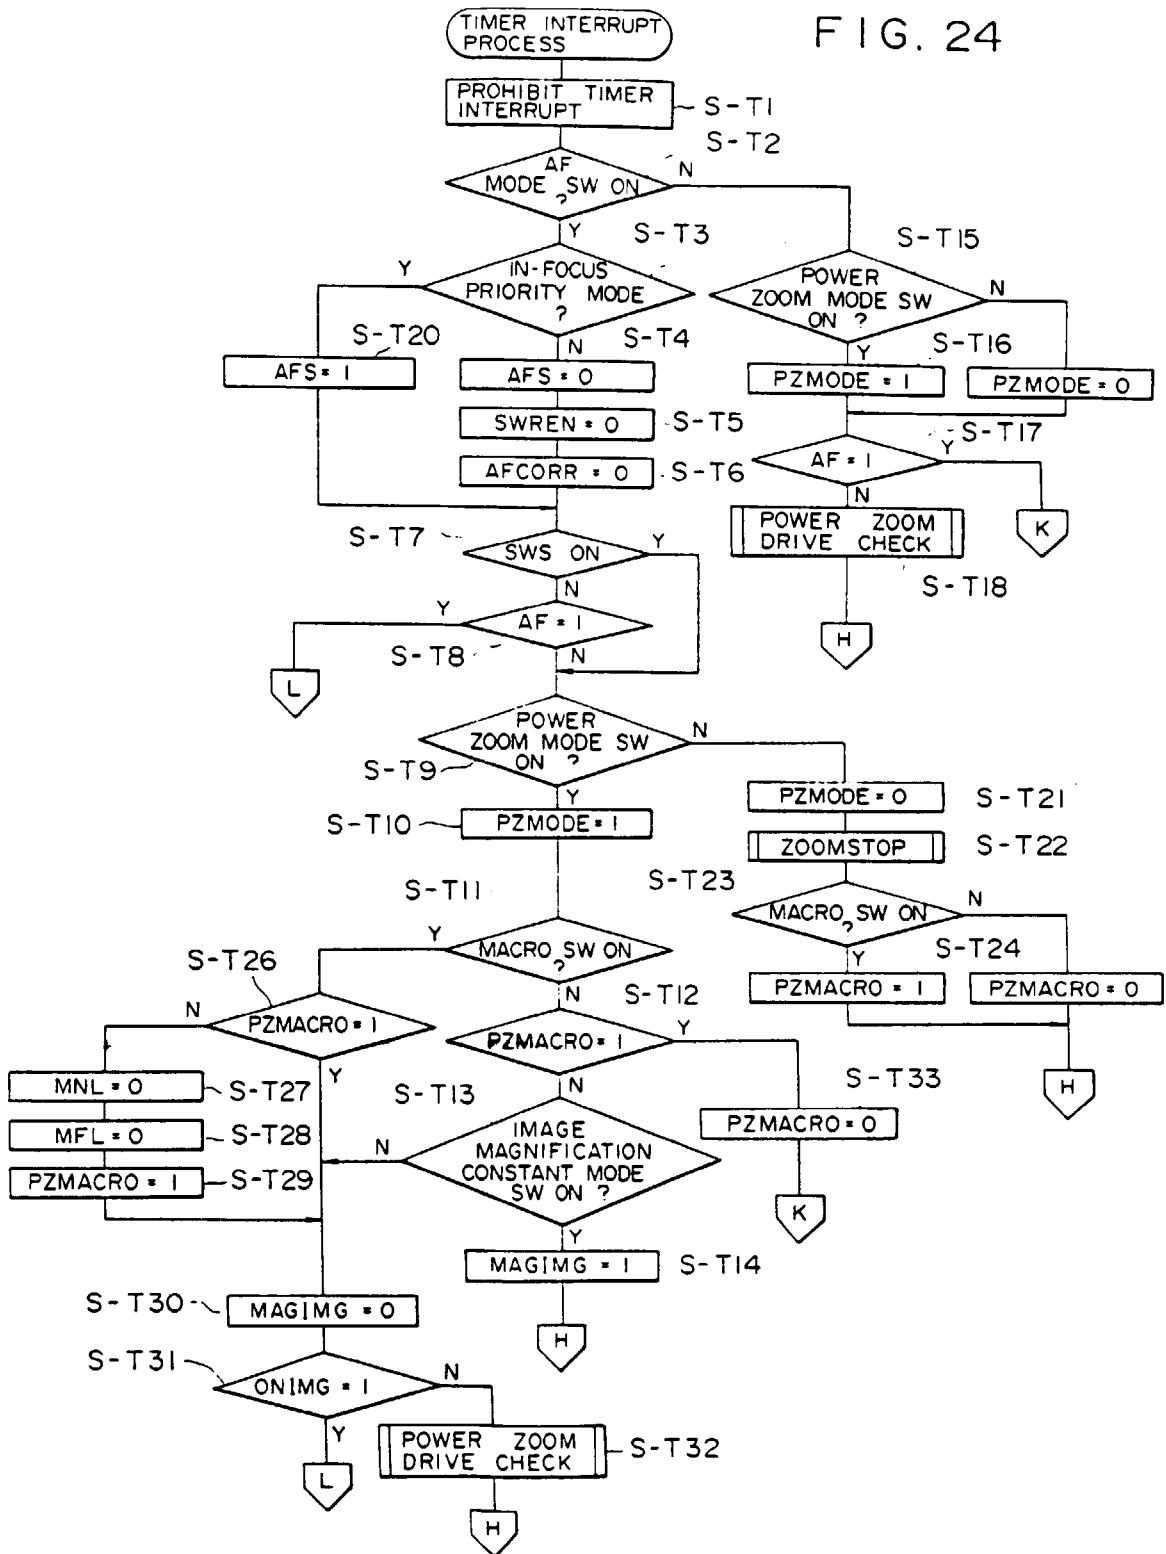 FIG. 24
TIMER INTERRUPT
PROCESS
PROHIBIT TIMER
INTERRUPT
S-T1
S-T2
AF
MODE SW ON
?
N
Y
S-T3
S-T15
IN-FOCUS
PRIORITY MODE
?
Y
N
POWER
ZOOM MODE SW
ON ?
N
Y
S-T20
S-T4
S-T16
AFS = 1
AFS = 0
PZMODE = 1
PZMODE = 0
SWREN = 0
S-T5
S-T17
AFCORR = 0
S-T6
AF = 1
Y
N
S-T7
SWS ON
Y
N
POWER ZOOM
DRIVE CHECK
K
S-T18
Y
AF = 1
S-T8
N
H
L
POWER
ZOOM MODE SW
ON ?
N
S-T9
Y
PZMODE = 0
S-T21
S-T10
PZMODE = 1
ZOOMSTOP
S-T22
S-T11
S-T23
MACRO SW ON
?
N
Y
Y
MACRO SW ON
?
N
S-T24
S-T26
S-T12
PZMACRO = 1
PZMACRO = 0
N
PZMACRO = 1
Y
PZMACRO = 1
Y
N
H
MNL = 0
S-T27
S-T13
S-T33
MFL = 0
S-T28
N
IMAGE
MAGNIFICATION
CONSTANT MODE
SW ON ?
PZMACRO = 0
PZMACRO = 1
S-T29
Y
K
MAGIMG = 1
S-T14
S-T30
MAGIMG = 0
H
S-T31
ONIMG = 1
N
Y
POWER ZOOM
DRIVE CHECK
S-T32
L
H